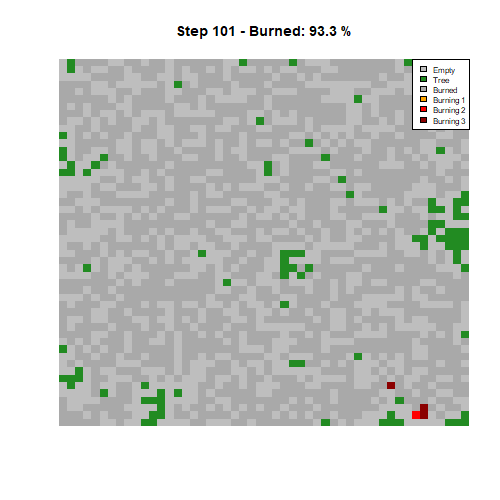 Step 101 - Burned: 93.3 %
Empty
Tree
Burned
Burning 1
Burning 2
Burning 3